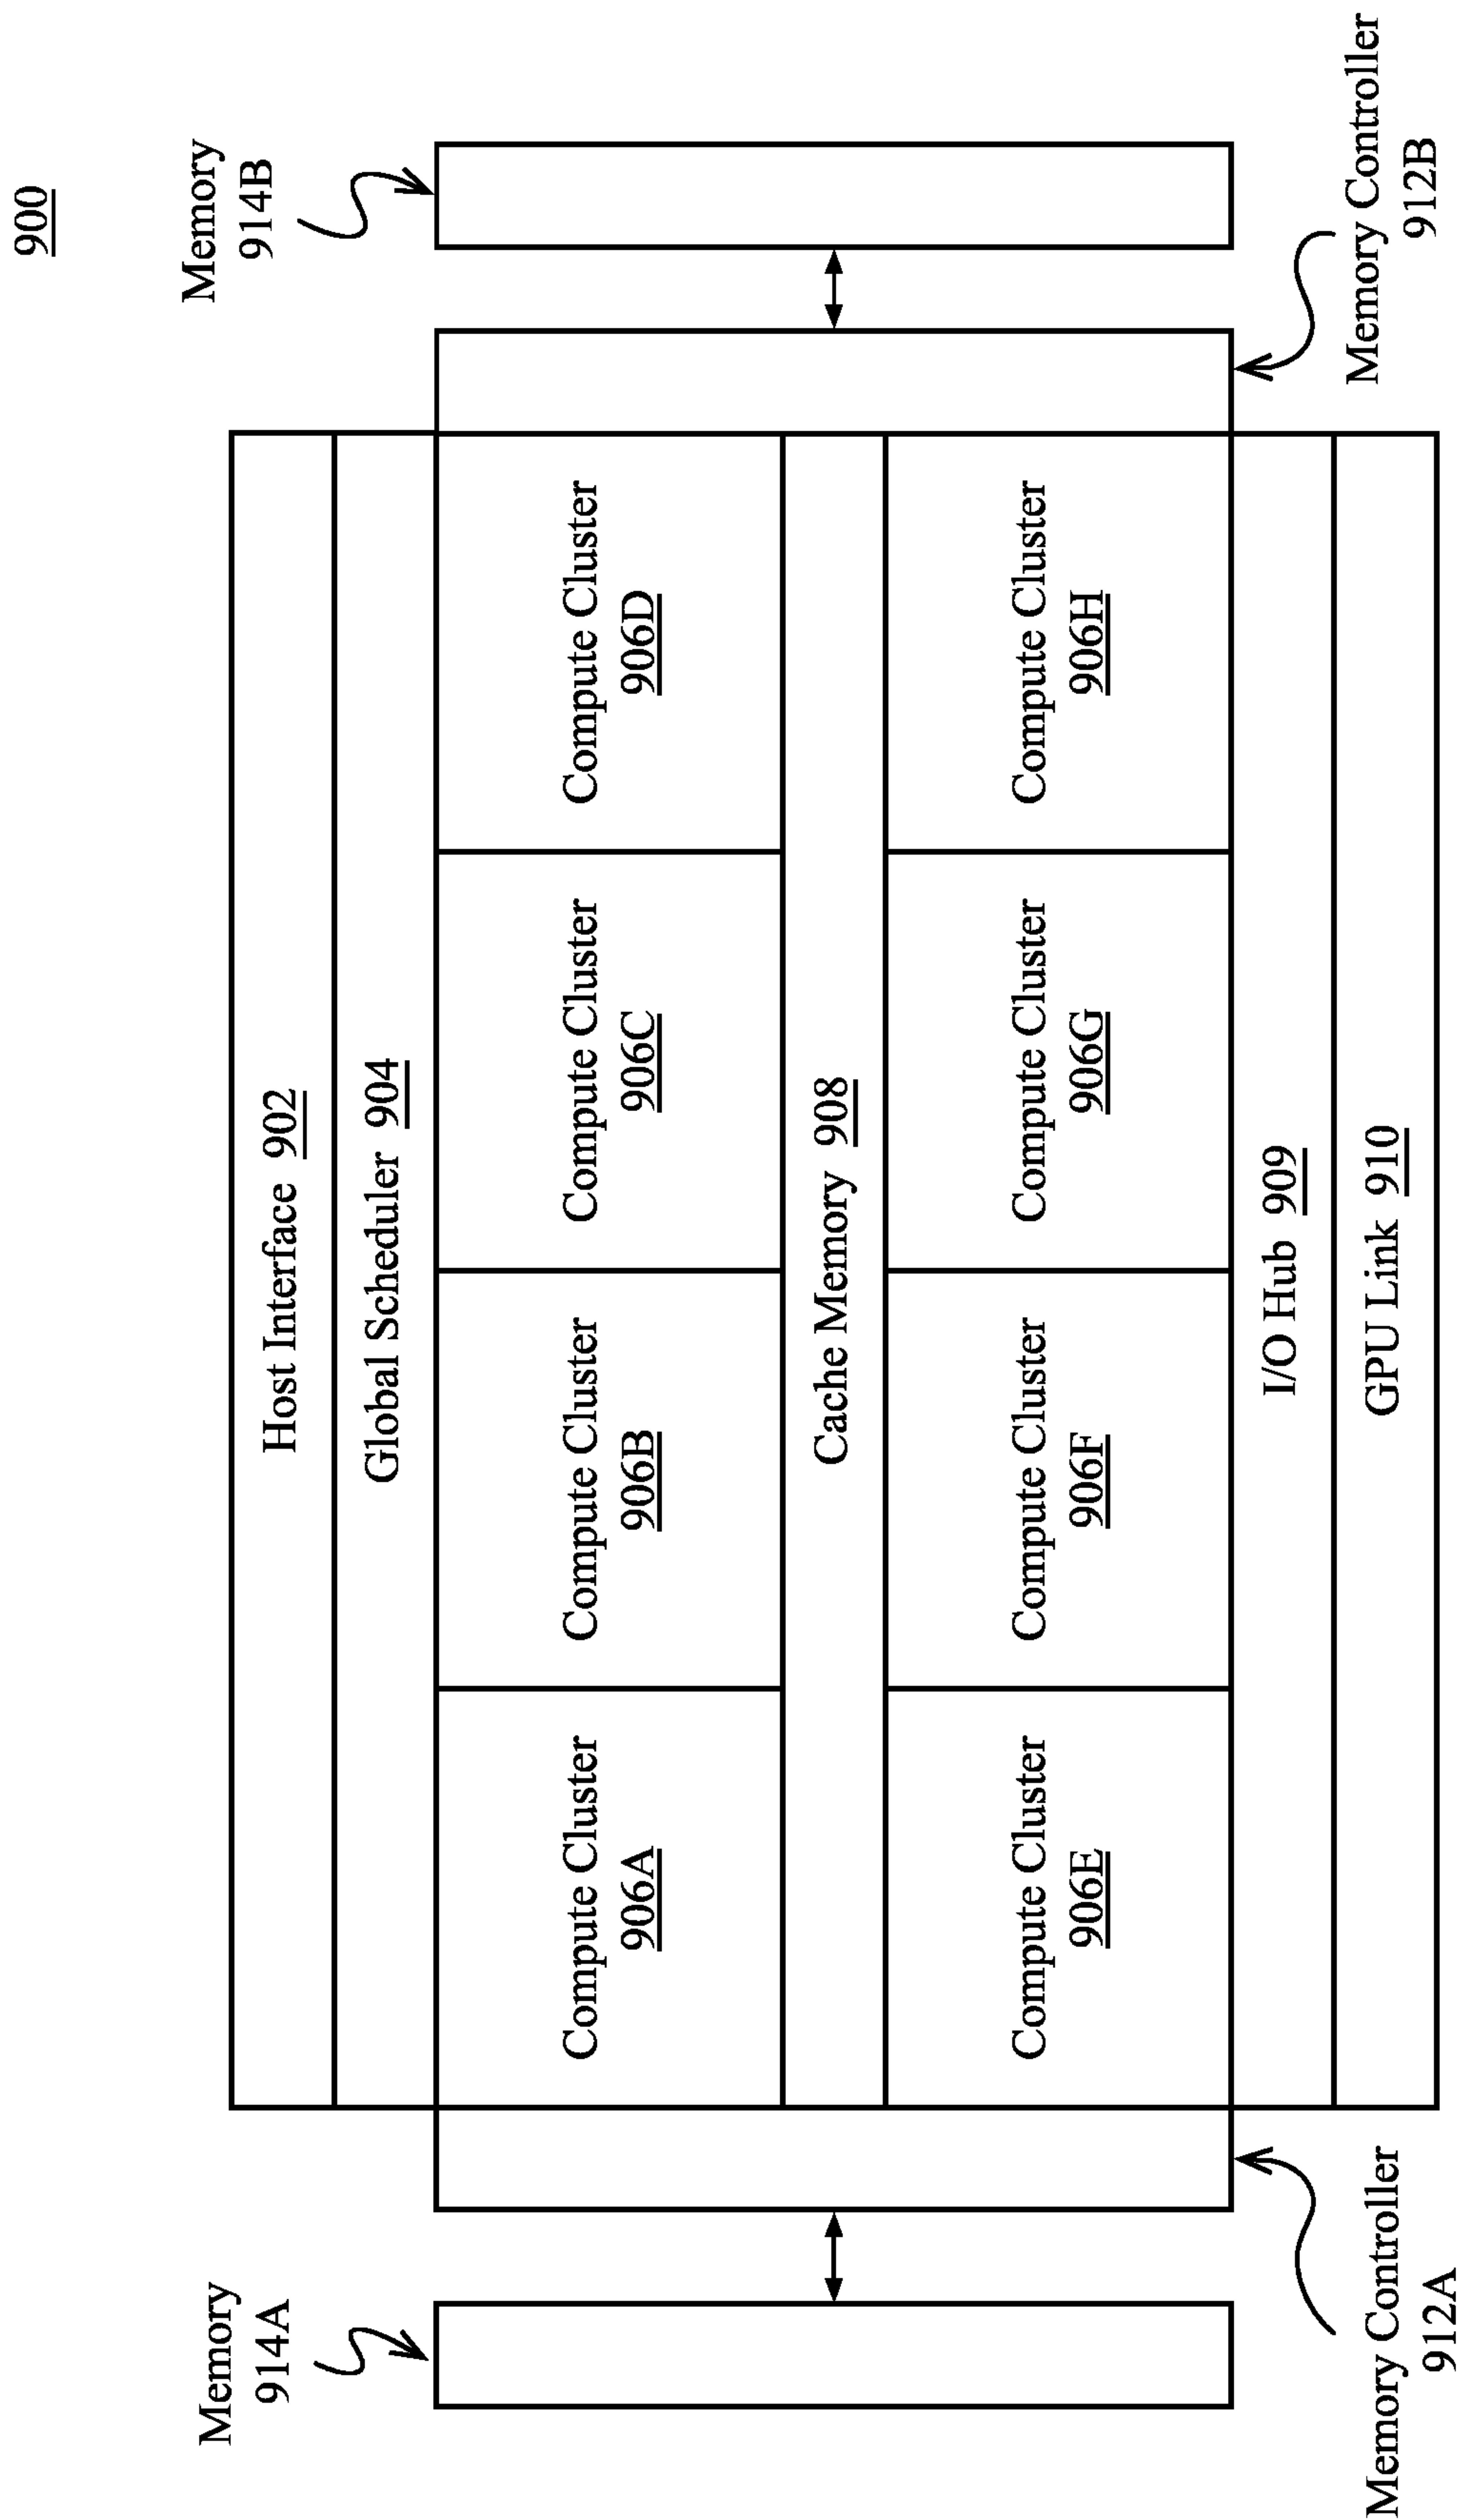 900
Memory
914A
Memory
914B
Host Interface 902
Global Scheduler 904
Compute Cluster
906A
Compute Cluster
906B
Compute Cluster
906C
Compute Cluster
906D
Cache Memory 908
Compute Cluster
906E
Compute Cluster
906F
Compute Cluster
906G
Compute Cluster
906H
I/O Hub 909
GPU Link 910
Memory Controller
912A
Memory Controller
912B